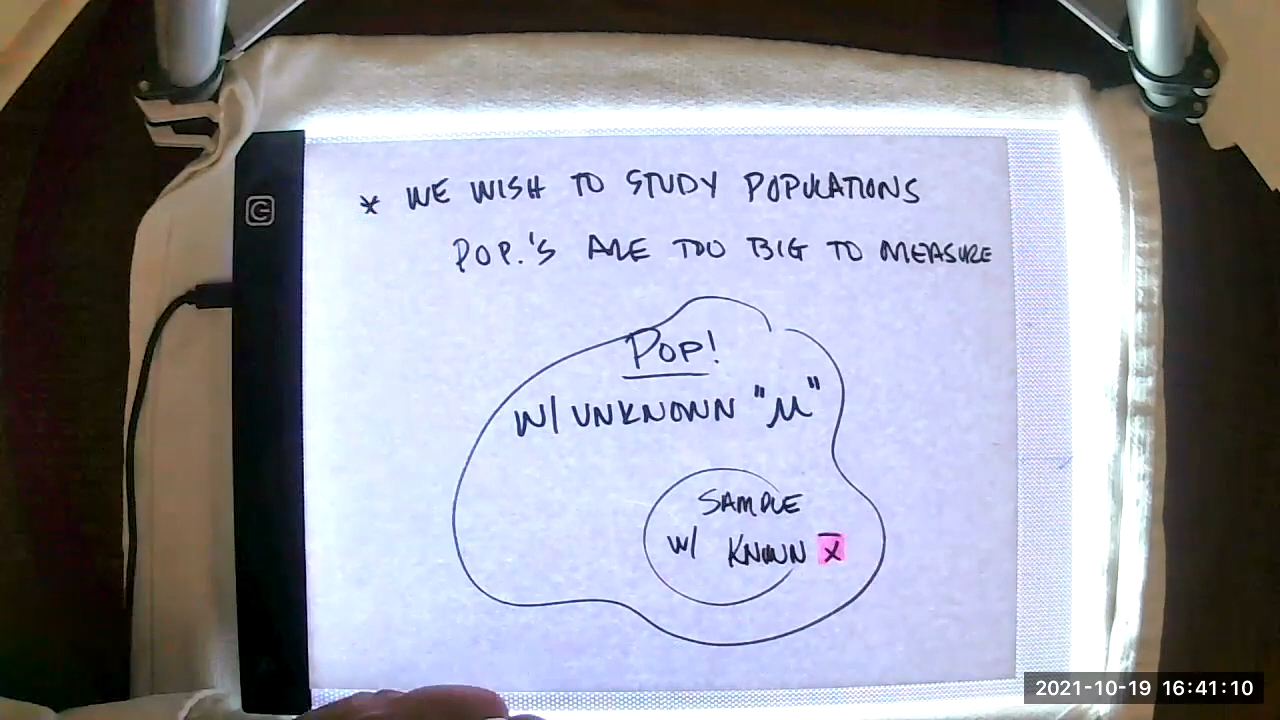 * WE WISH TO STUDY POPULATIONS
POP.'S ARE TOO BIG TO MEASURE
POP!
W/ UNKNOWN "μ"
SAMPLE
W/ KNOWN x̅
2021-10-19 16:41:10